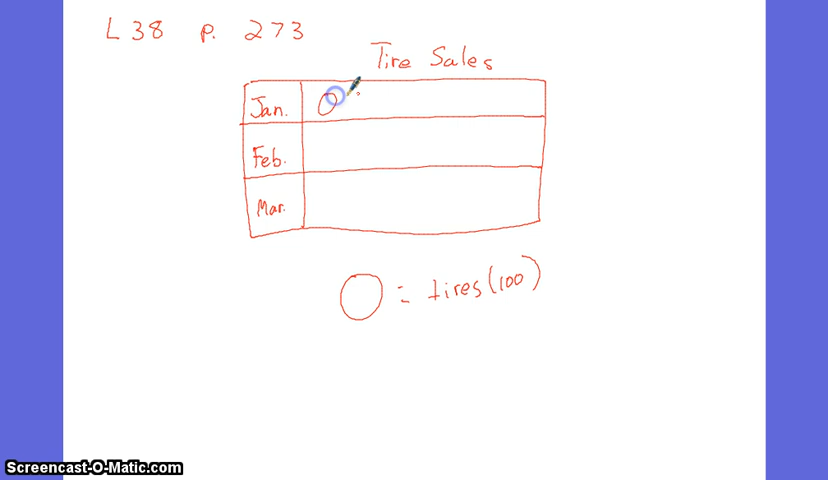 L 38 p. 273
Tire Sales
Jan.
Feb.
Mar.
= tires (100)
Screencast-O-Matic.com